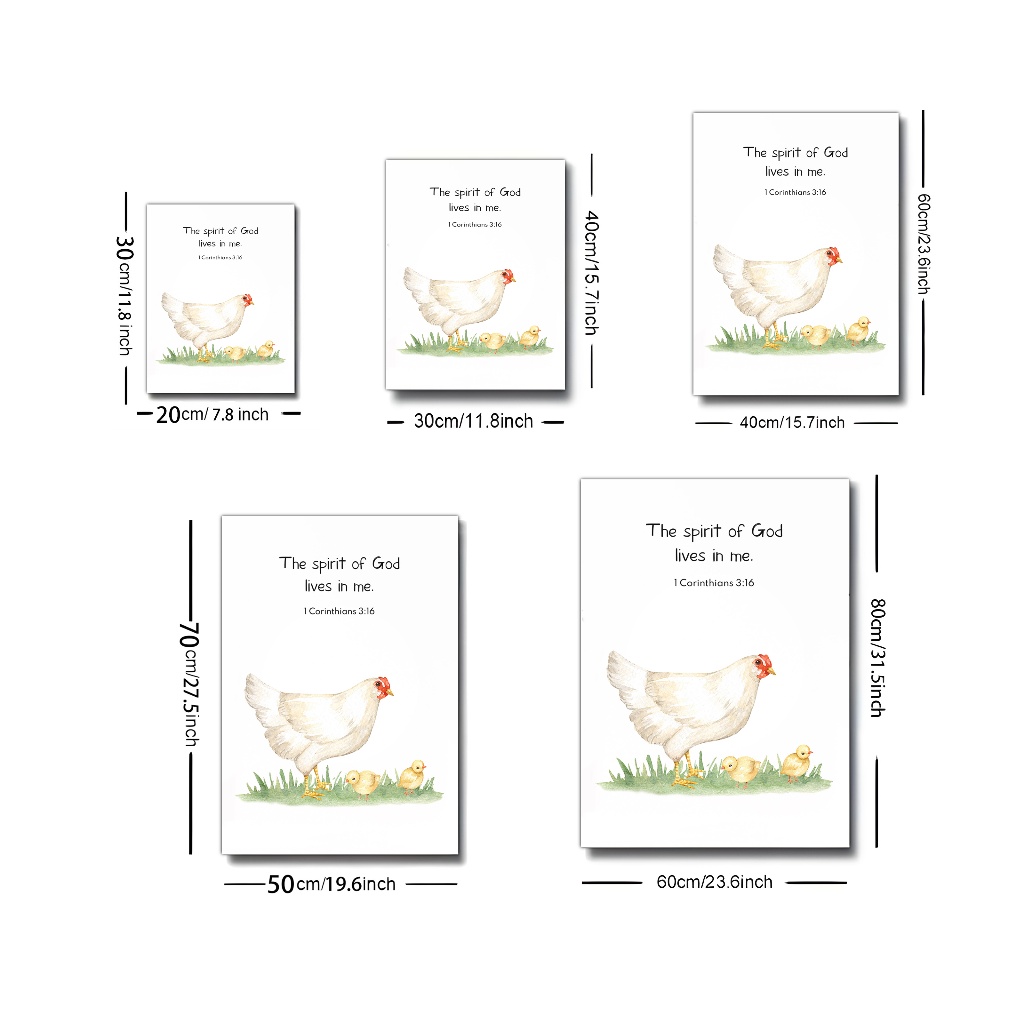 The spirit of God
lives in me.
1 Corinthians 3:16
30cm/11.8 inch
20cm/ 7.8 inch
The spirit of God
lives in me.
1 Corinthians 3:16
40cm/15.7inch
30cm/11.8inch
The spirit of God
lives in me.
1 Corinthians 3:16
60cm/23.6inch
40cm/15.7inch
The spirit of God
lives in me.
1 Corinthians 3:16
70cm/27.5inch
50cm/19.6inch
The spirit of God
lives in me.
1 Corinthians 3:16
80cm/31.5inch
60cm/23.6inch